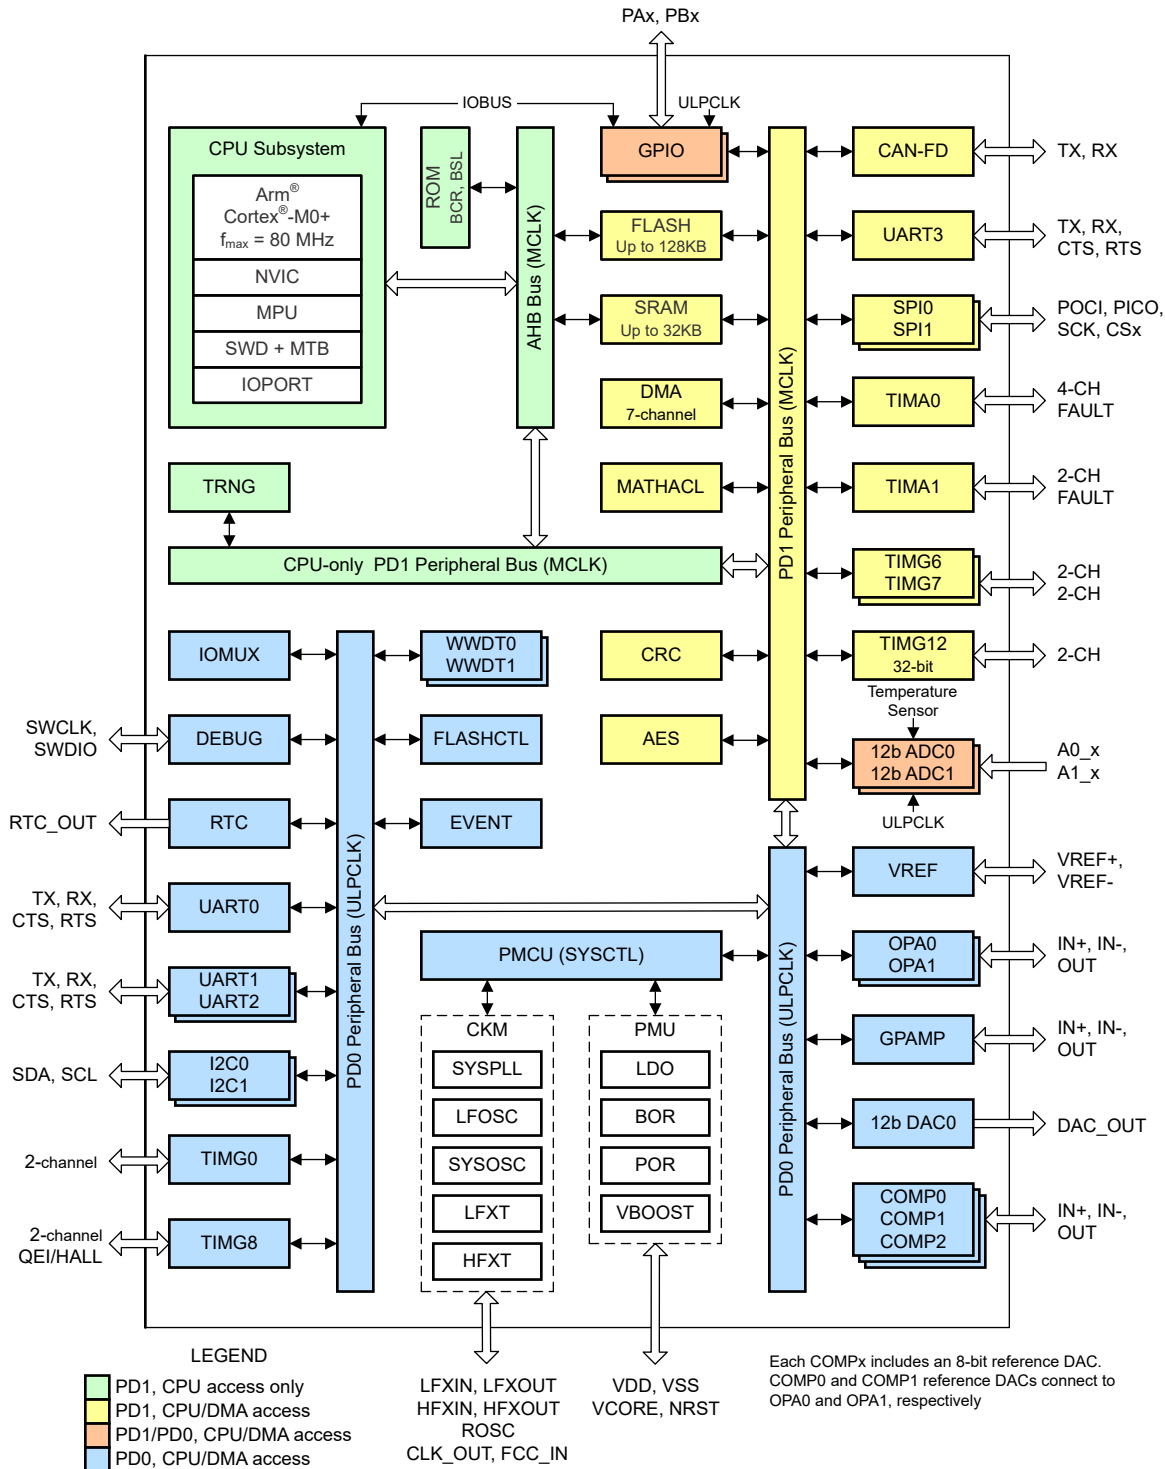 PAx, PBx
IOBUS
ULPCLK
CPU Subsystem
Arm®
Cortex®-M0+
fmax = 80 MHz
NVIC
MPU
SWD + MTB
IOPORT
ROM
BCR, BSL
AHB Bus (MCLK)
GPIO
FLASH
Up to 128KB
SRAM
Up to 32KB
DMA
7-channel
MATHACL
PD1 Peripheral Bus (MCLK)
CAN-FD
TX, RX
UART3
TX, RX,
CTS, RTS
SPI0
SPI1
POCI, PICO,
SCK, CSx
TIMA0
4-CH
FAULT
TIMA1
2-CH
FAULT
TRNG
CPU-only PD1 Peripheral Bus (MCLK)
TIMG6
TIMG7
2-CH
2-CH
TIMG12
32-bit
2-CH
CRC
AES
Temperature
Sensor
12b ADC0
12b ADC1
A0_x
A1_x
ULPCLK
IOMUX
SWCLK,
SWDIO
DEBUG
RTC_OUT
RTC
TX, RX,
CTS, RTS
UART0
TX, RX,
CTS, RTS
UART1
UART2
SDA, SCL
I2C0
I2C1
2-channel
TIMG0
2-channel
QEI/HALL
TIMG8
PD0 Peripheral Bus (ULPCLK)
WWDT0
WWDT1
FLASHCTL
EVENT
PMCU (SYSCTL)
CKM
SYSPLL
LFOSC
SYSOSC
LFXT
HFXT
PMU
LDO
BOR
POR
VBOOST
PD0 Peripheral Bus (ULPCLK)
VREF
VREF+,
VREF-
OPA0
OPA1
IN+, IN-,
OUT
GPAMP
IN+, IN-,
OUT
12b DAC0
DAC_OUT
COMP0
COMP1
COMP2
IN+, IN-,
OUT
LEGEND
PD1, CPU access only
PD1, CPU/DMA access
PD1/PD0, CPU/DMA access
PD0, CPU/DMA access
LFXIN, LFXOUT
HFXIN, HFXOUT
ROSC
CLK_OUT, FCC_IN
VDD, VSS
VCORE, NRST
Each COMPx includes an 8-bit reference DAC.
COMP0 and COMP1 reference DACs connect to
OPA0 and OPA1, respectively